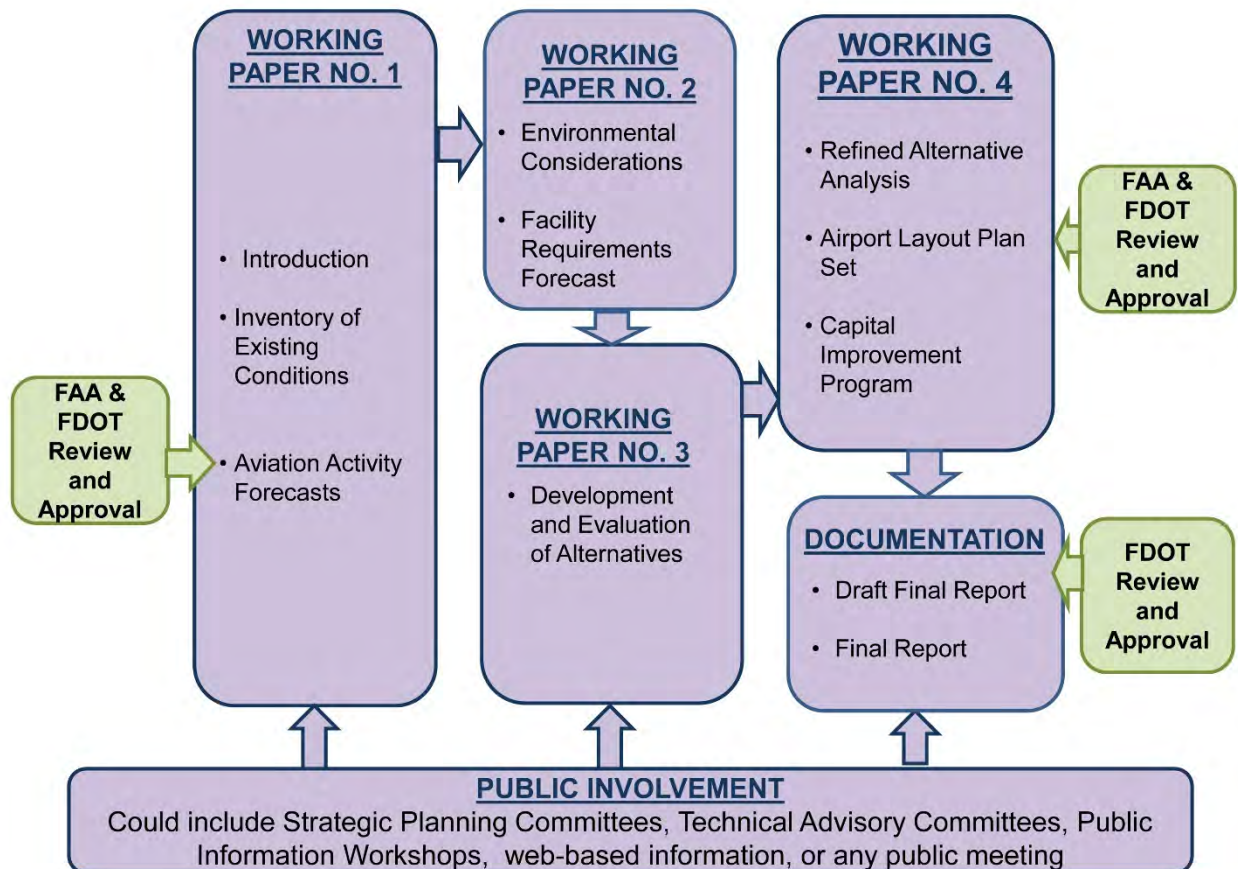 WORKING
PAPER NO. 1
• Introduction
• Inventory of
Existing
Conditions
• Aviation Activity
Forecasts
FAA &
FDOT
Review
and
Approval
WORKING
PAPER NO. 2
• Environmental
Considerations
• Facility
Requirements
Forecast
WORKING
PAPER NO. 3
• Development
and Evaluation
of Alternatives
WORKING
PAPER NO. 4
• Refined Alternative
Analysis
• Airport Layout Plan
Set
• Capital
Improvement
Program
FAA &
FDOT
Review
and
Approval
DOCUMENTATION
• Draft Final Report
• Final Report
FDOT
Review
and
Approval
PUBLIC INVOLVEMENT
Could include Strategic Planning Committees, Technical Advisory Committees, Public
Information Workshops, web-based information, or any public meeting